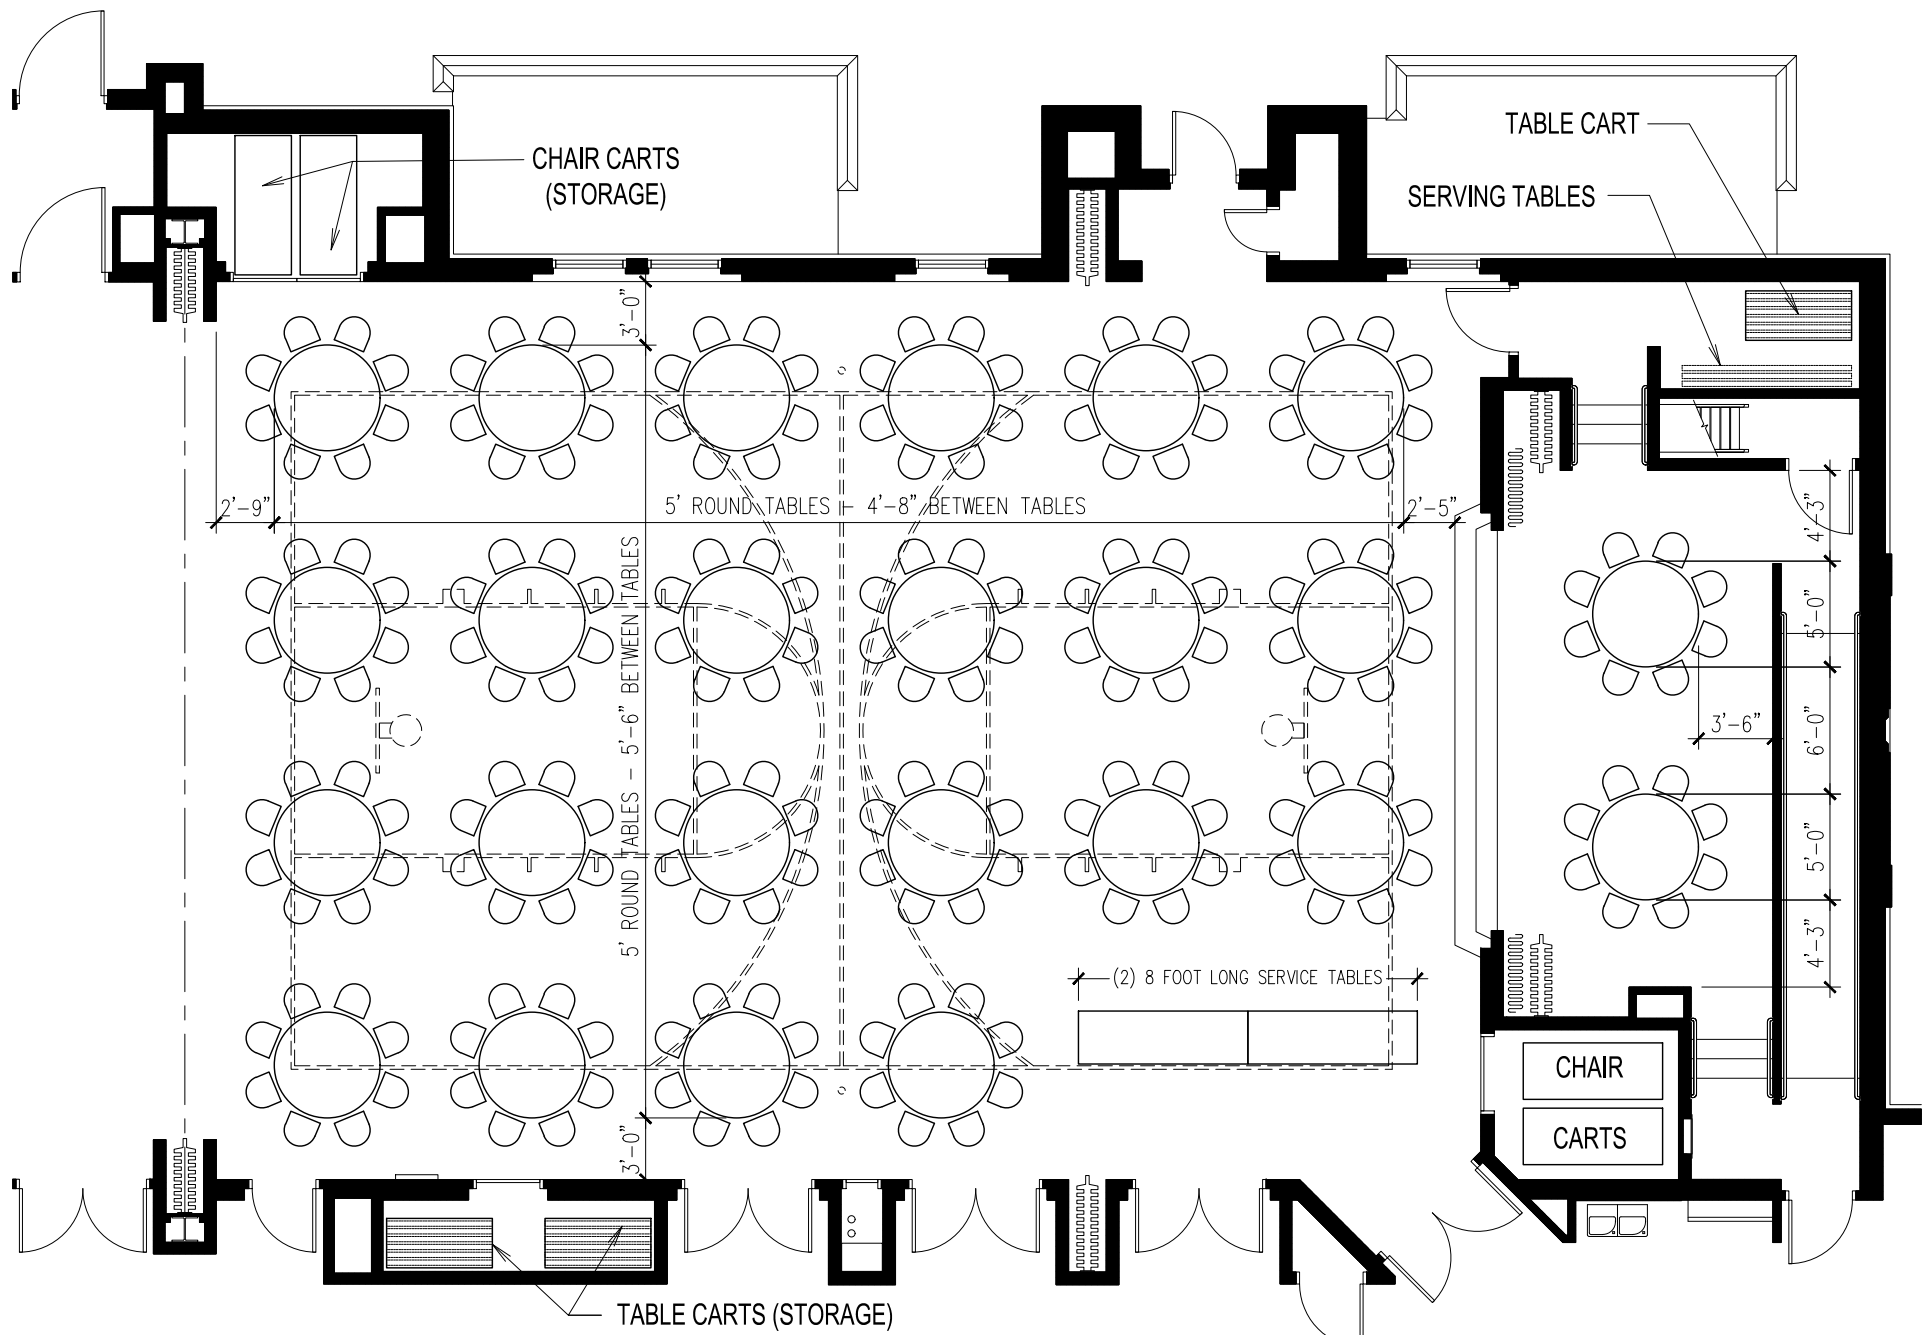 CHAIR CARTS
(STORAGE)
TABLE CART
SERVING TABLES
3'-0"
2'-9"
5' ROUND TABLES - 4'-8" BETWEEN TABLES
2'-5"
4'-3"
5' ROUND TABLES - 5'-6" BETWEEN TABLES
5'-0"
3'-6"
6'-0"
5'-0"
4'-3"
(2) 8 FOOT LONG SERVICE TABLES
CHAIR
CARTS
3'-0"
TABLE CARTS (STORAGE)